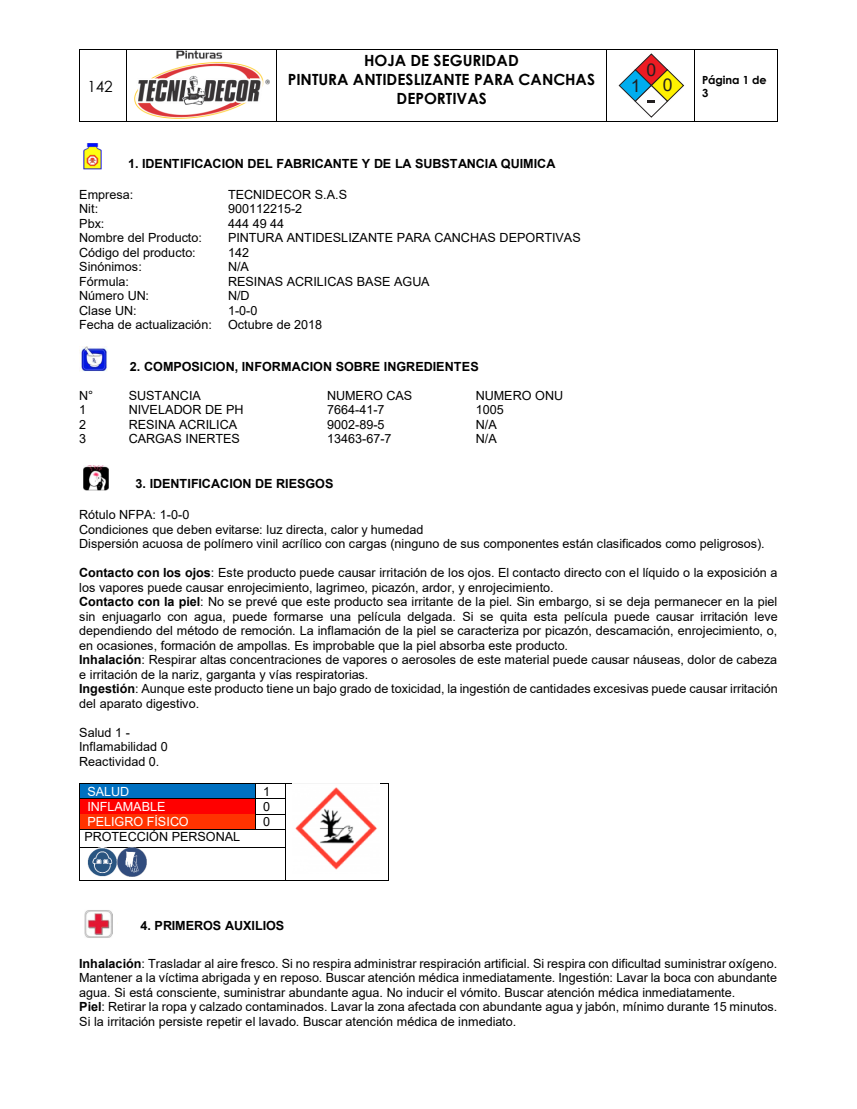 142
Pinturas
TECNIDECOR®
HOJA DE SEGURIDAD
PINTURA ANTIDESLIZANTE PARA CANCHAS
DEPORTIVAS
0
1 0
-
Página 1 de
3
1. IDENTIFICACION DEL FABRICANTE Y DE LA SUBSTANCIA QUIMICA
Empresa: TECNIDECOR S.A.S
Nit: 900112215-2
Pbx: 444 49 44
Nombre del Producto: PINTURA ANTIDESLIZANTE PARA CANCHAS DEPORTIVAS
Código del producto: 142
Sinónimos: N/A
Fórmula: RESINAS ACRILICAS BASE AGUA
Número UN: N/D
Clase UN: 1-0-0
Fecha de actualización: Octubre de 2018
2. COMPOSICION, INFORMACION SOBRE INGREDIENTES
N° SUSTANCIA NUMERO CAS NUMERO ONU
1 NIVELADOR DE PH 7664-41-7 1005
2 RESINA ACRILICA 9002-89-5 N/A
3 CARGAS INERTES 13463-67-7 N/A
3. IDENTIFICACION DE RIESGOS
Rótulo NFPA: 1-0-0
Condiciones que deben evitarse: luz directa, calor y humedad
Dispersión acuosa de polímero vinil acrílico con cargas (ninguno de sus componentes están clasificados como peligrosos).
Contacto con los ojos: Este producto puede causar irritación de los ojos. El contacto directo con el líquido o la exposición a
los vapores puede causar enrojecimiento, lagrimeo, picazón, ardor, y enrojecimiento.
Contacto con la piel: No se prevé que este producto sea irritante de la piel. Sin embargo, si se deja permanecer en la piel
sin enjuagarlo con agua, puede formarse una película delgada. Si se quita esta película puede causar irritación leve
dependiendo del método de remoción. La inflamación de la piel se caracteriza por picazón, descamación, enrojecimiento, o,
en ocasiones, formación de ampollas. Es improbable que la piel absorba este producto.
Inhalación: Respirar altas concentraciones de vapores o aerosoles de este material puede causar náuseas, dolor de cabeza
e irritación de la nariz, garganta y vías respiratorias.
Ingestión: Aunque este producto tiene un bajo grado de toxicidad, la ingestión de cantidades excesivas puede causar irritación
del aparato digestivo.
Salud 1 -
Inflamabilidad 0
Reactividad 0.
SALUD 1
INFLAMABLE 0
PELIGRO FÍSICO 0
PROTECCIÓN PERSONAL
4. PRIMEROS AUXILIOS
Inhalación: Trasladar al aire fresco. Si no respira administrar respiración artificial. Si respira con dificultad suministrar oxígeno.
Mantener a la víctima abrigada y en reposo. Buscar atención médica inmediatamente. Ingestión: Lavar la boca con abundante
agua. Si está consciente, suministrar abundante agua. No inducir el vómito. Buscar atención médica inmediatamente.
Piel: Retirar la ropa y calzado contaminados. Lavar la zona afectada con abundante agua y jabón, mínimo durante 15 minutos.
Si la irritación persiste repetir el lavado. Buscar atención médica de inmediato.